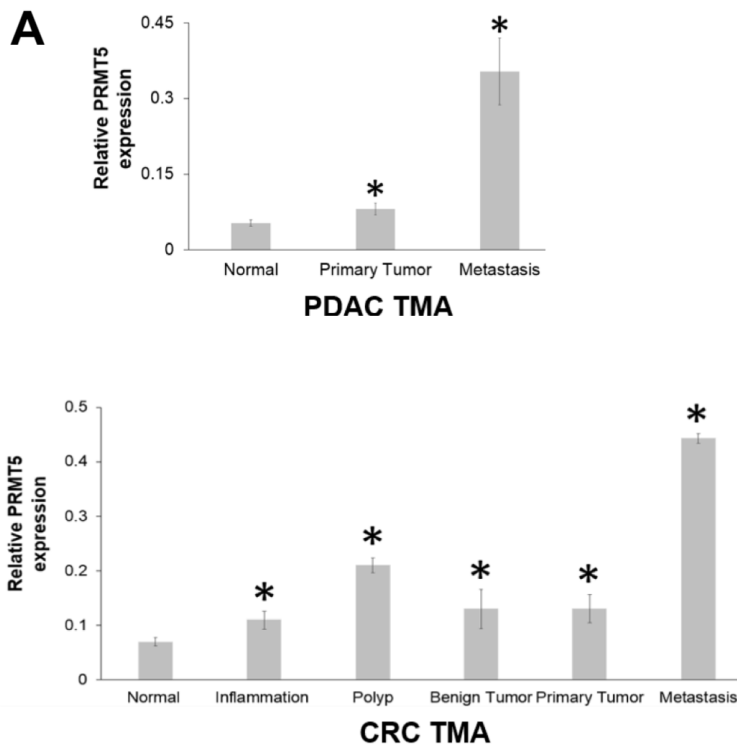 A
Relative PRMT5
expression
0.45
0.3
0.15
0
*
*
Normal Primary Tumor Metastasis
PDAC TMA
Relative PRMT5
expression
0.5
0.4
0.3
0.2
0.1
0
*
*
*
*
*
Normal Inflammation Polyp Benign Tumor Primary Tumor Metastasis
CRC TMA